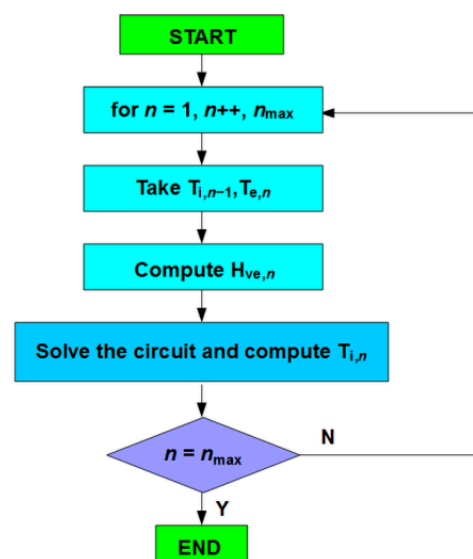 START
for n = 1, n++, nmax
Take Ti,n−1,Te,n
Compute Hve,n
Solve the circuit and compute Ti,n
n = nmax
N
Y
END